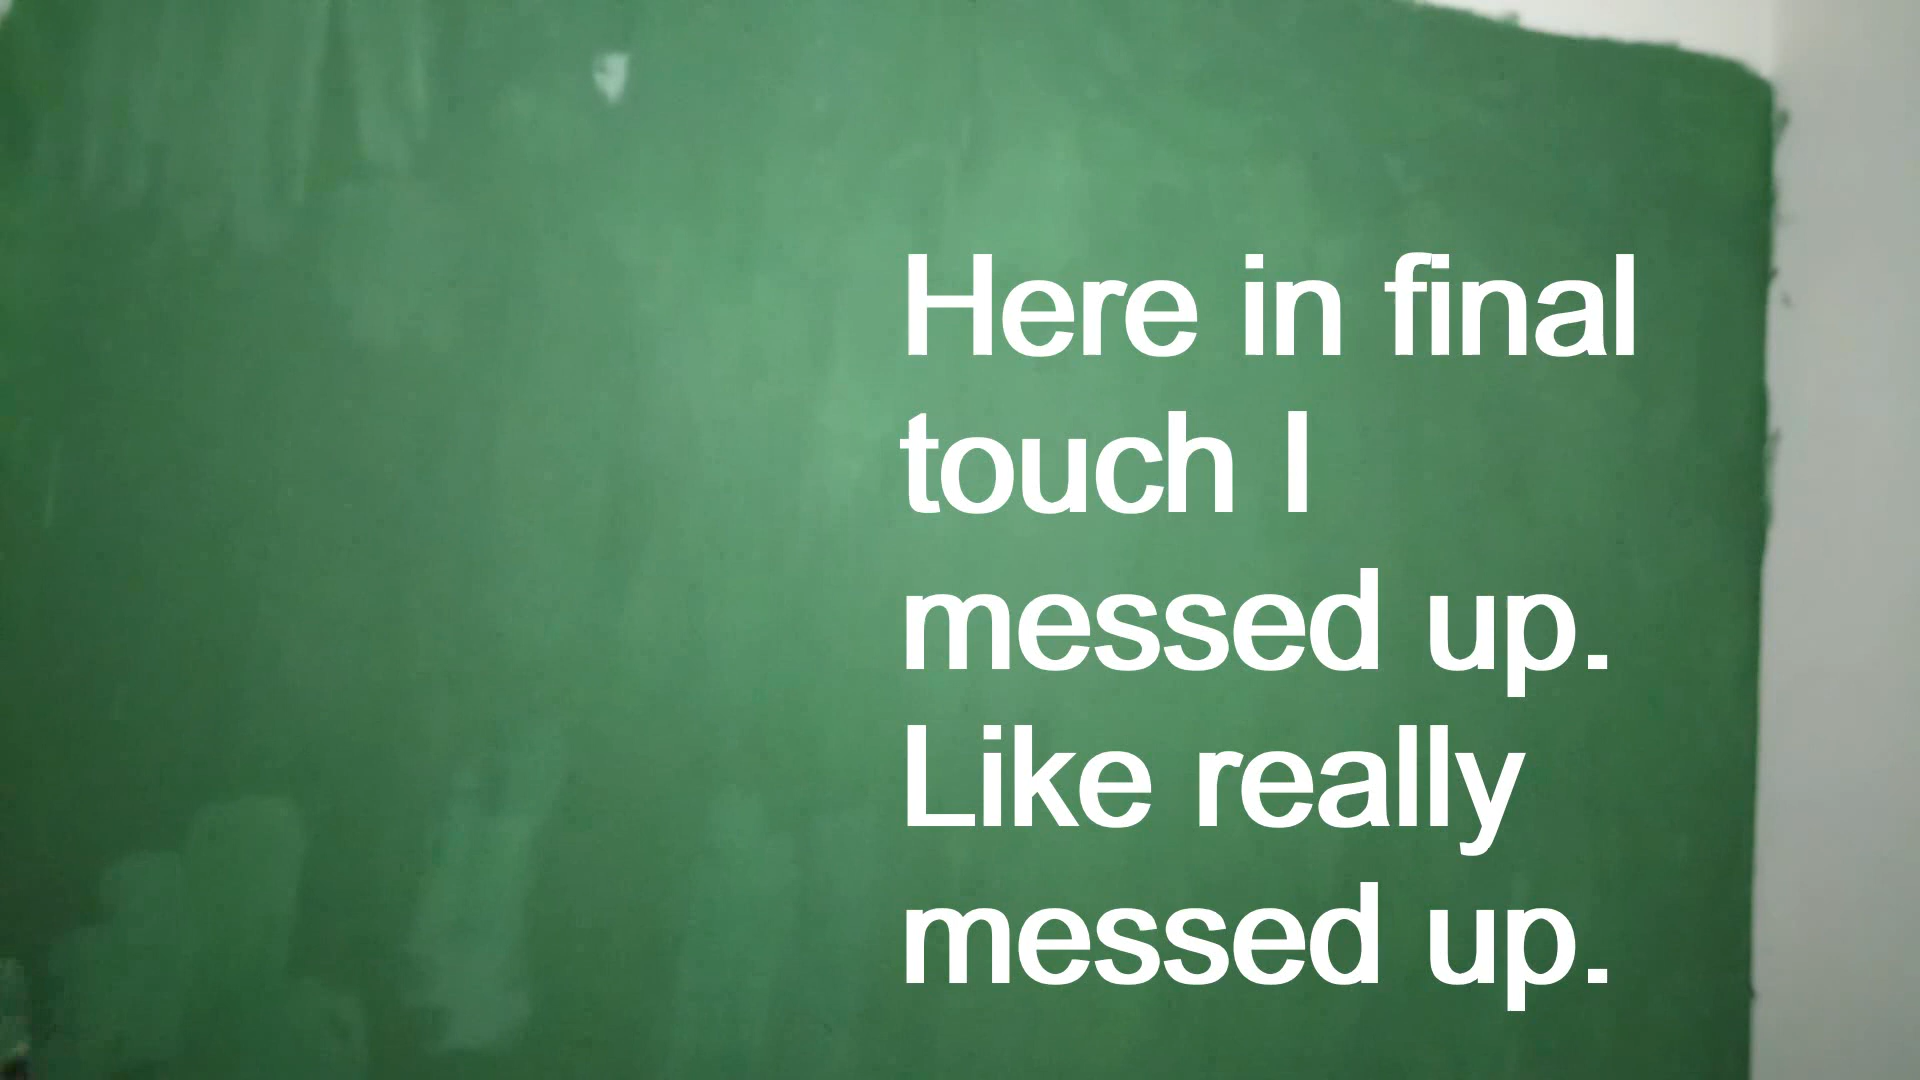 Here in final
touch I
messed up.
Like really
messed up.